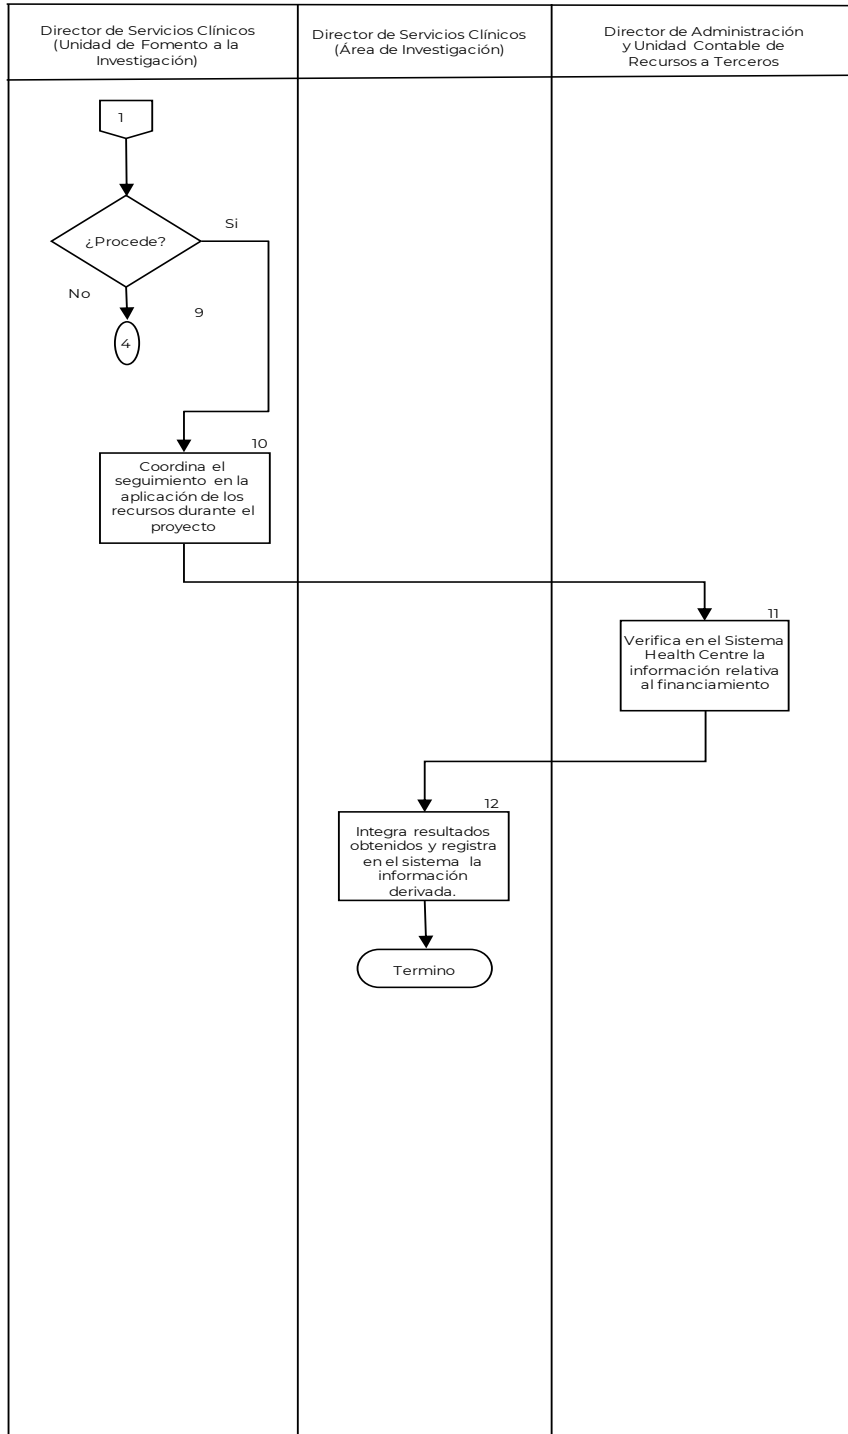 Director de Servicios Clínicos
(Unidad de Fomento a la
Investigación)
Director de Servicios Clínicos
(Área de Investigación)
Director de Administración
y Unidad Contable de
Recursos a Terceros
1
¿Procede?
Si
No
9
4
10
Coordina el
seguimiento en la
aplicación de los
recursos durante el
proyecto
11
Verifica en el Sistema
Health Centre la
información relativa
al financiamiento
12
Integra resultados
obtenidos y registra
en el sistema la
información
derivada.
Termino